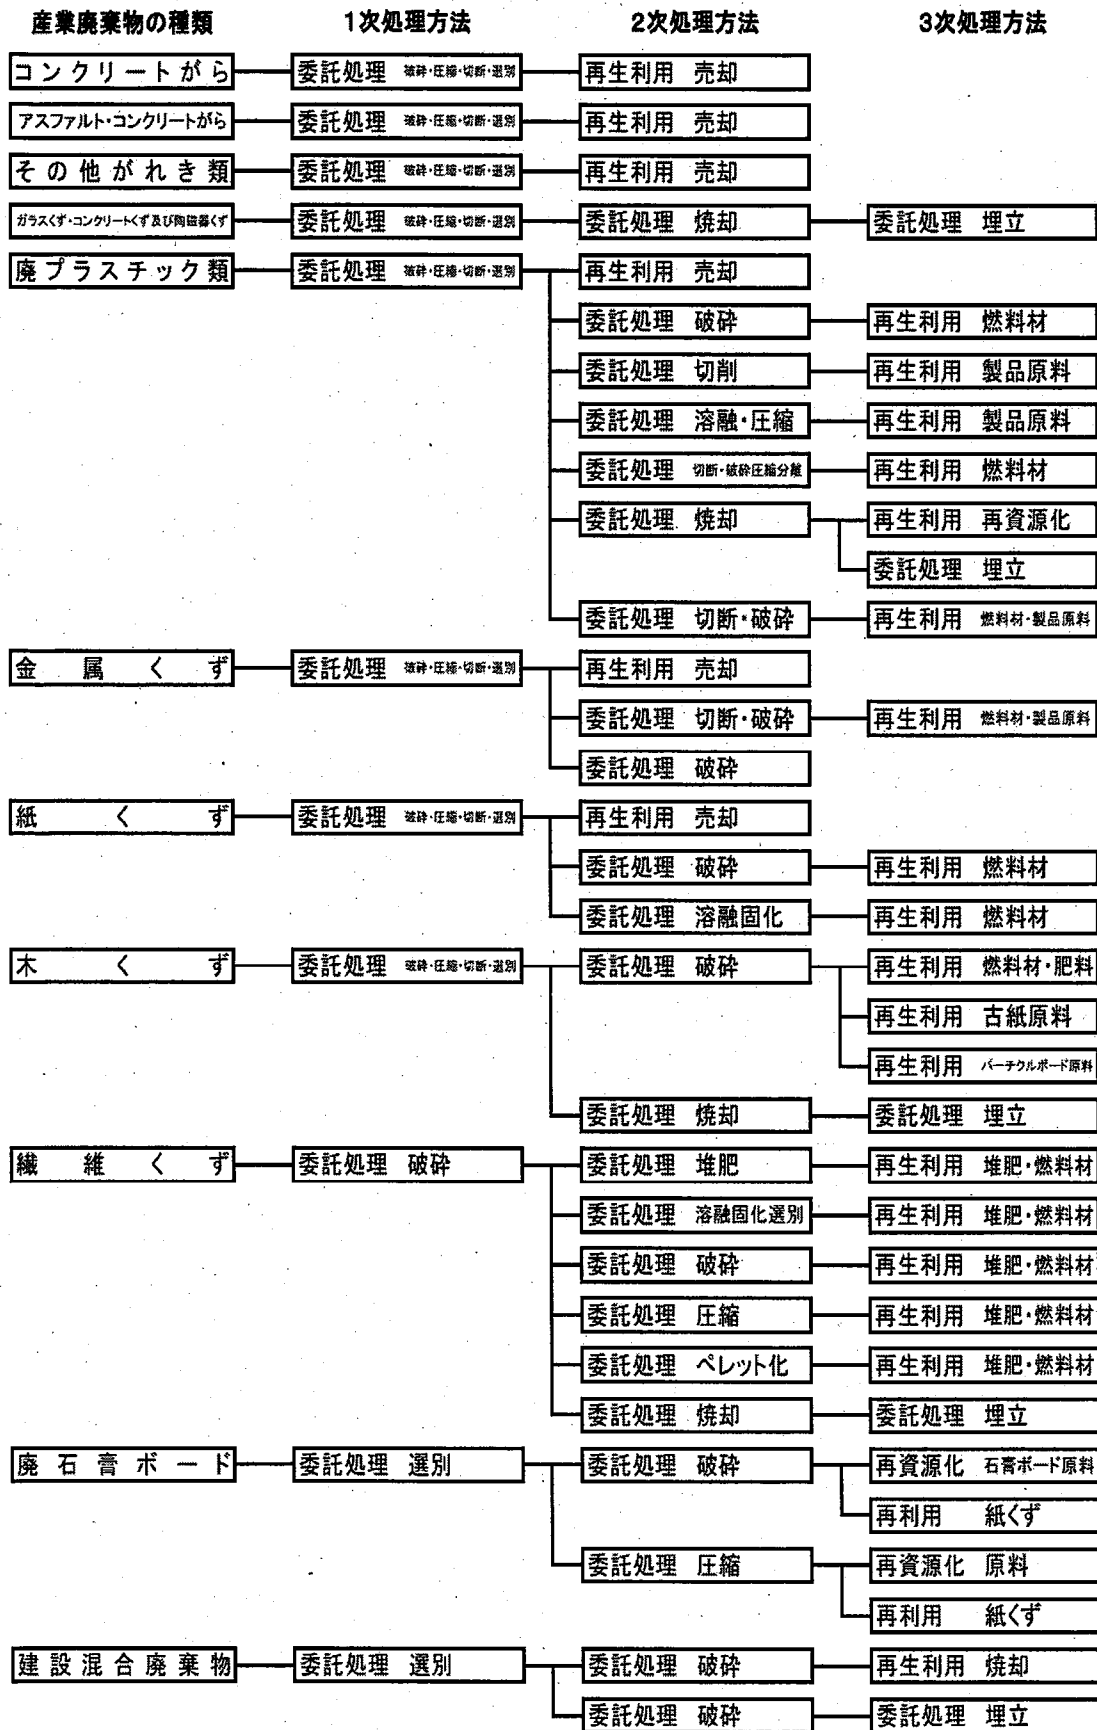 産業廃棄物の種類 1次処理方法 2次処理方法 3次処理方法
コンクリートがら 委託処理 破砕・圧縮・切断・選別 再生利用 売却
アスファルト・コンクリートがら 委託処理 破砕・圧縮・切断・選別 再生利用 売却
その他がれき類 委託処理 破砕・圧縮・切断・選別 再生利用 売却
ガラスくず・コンクリートくず及び陶磁器くず 委託処理 破砕・圧縮・切断・選別 委託処理 焼却 委託処理 埋立
廃プラスチック類 委託処理 破砕・圧縮・切断・選別 再生利用 売却
委託処理 破砕 再生利用 燃料材
委託処理 切削 再生利用 製品原料
委託処理 溶融・圧縮 再生利用 製品原料
委託処理 切断・破砕圧縮分離 再生利用 燃料材
委託処理 焼却 再生利用 再資源化
委託処理 埋立
委託処理 切断・破砕 再生利用 燃料材・製品原料
金属くず 委託処理 破砕・圧縮・切断・選別 再生利用 売却
委託処理 切断・破砕 再生利用 燃料材・製品原料
委託処理 破砕
紙くず 委託処理 破砕・圧縮・切断・選別 再生利用 売却
委託処理 破砕 再生利用 燃料材
委託処理 溶融固化 再生利用 燃料材
木くず 委託処理 破砕・圧縮・切断・選別 委託処理 破砕 再生利用 燃料材・肥料
再生利用 古紙原料
再生利用 パーチクルボード原料
委託処理 焼却 委託処理 埋立
繊維くず 委託処理 破砕 委託処理 堆肥 再生利用 堆肥・燃料材
委託処理 溶融固化選別 再生利用 堆肥・燃料材
委託処理 破砕 再生利用 堆肥・燃料材
委託処理 圧縮 再生利用 堆肥・燃料材
委託処理 ペレット化 再生利用 堆肥・燃料材
委託処理 焼却 委託処理 埋立
廃石膏ボード 委託処理 選別 委託処理 破砕 再資源化 石膏ボード原料
再利用 紙くず
委託処理 圧縮 再資源化 原料
再利用 紙くず
建設混合廃棄物 委託処理 選別 委託処理 破砕 再生利用 焼却
委託処理 破砕 委託処理 埋立